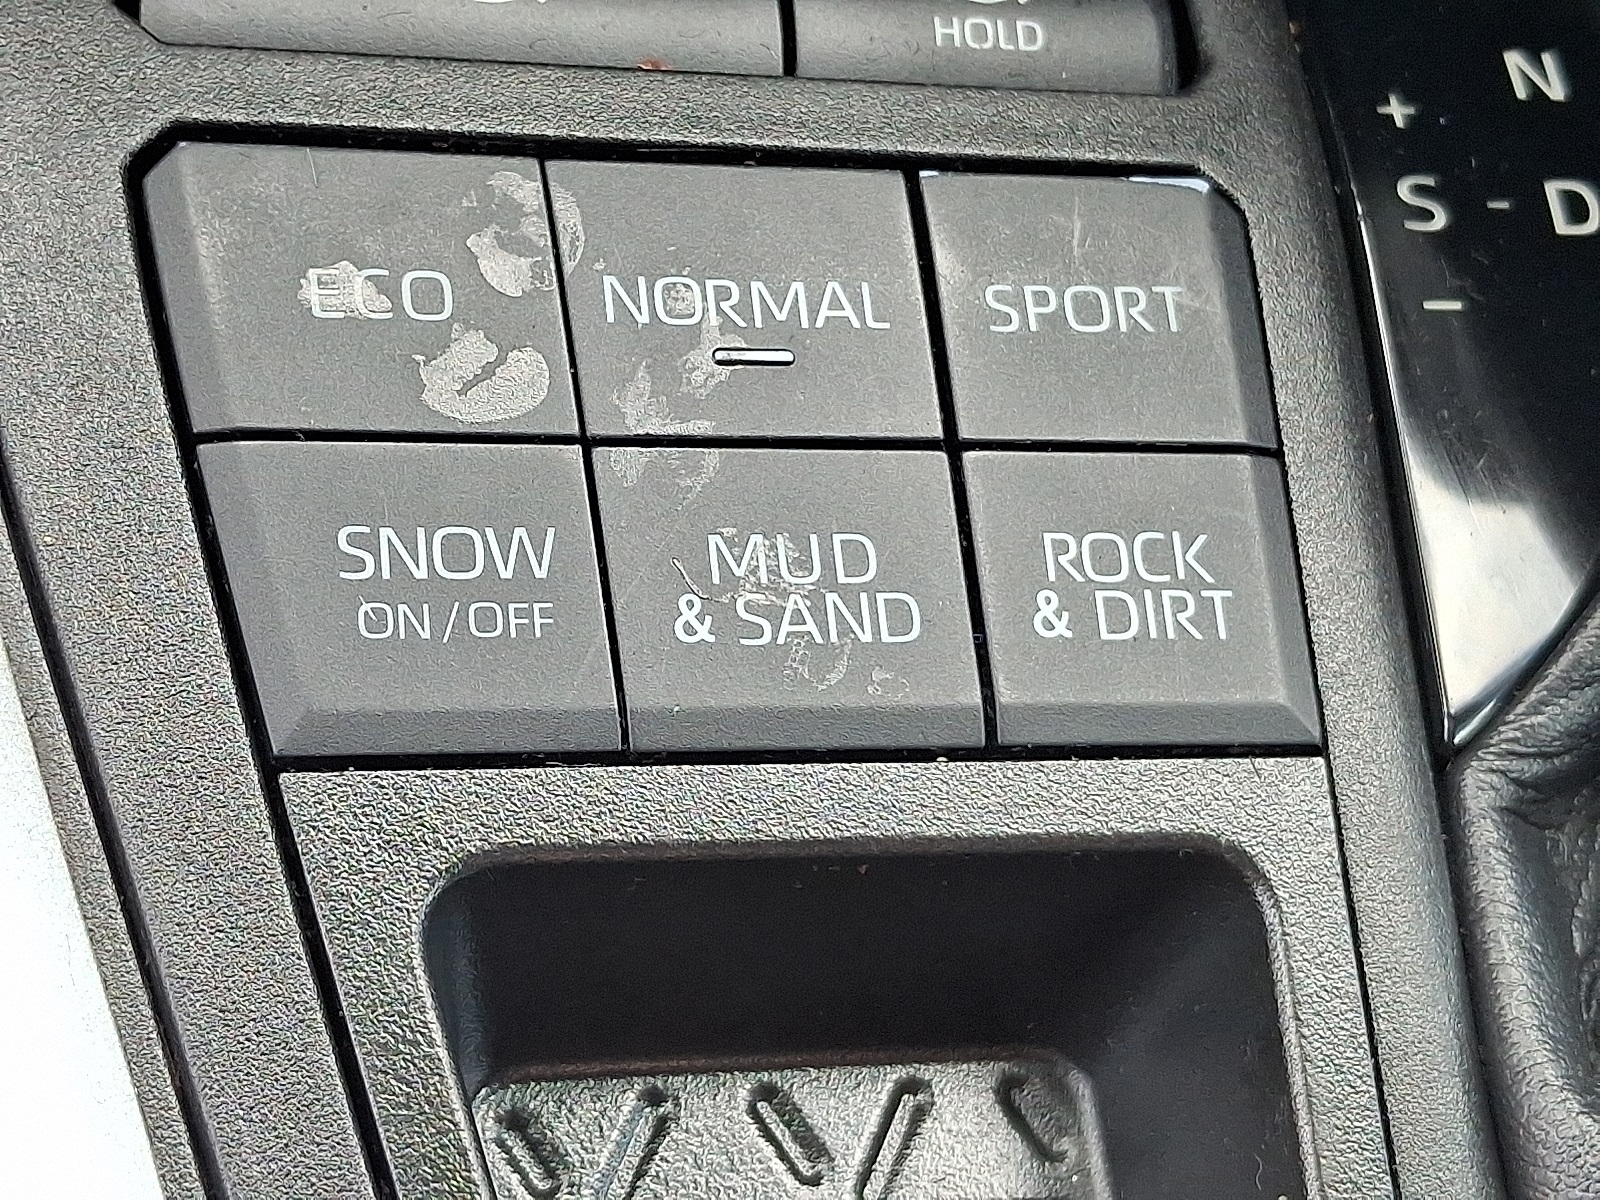 HOLD
N
+
S - D
-
ECO
NORMAL
SPORT
SNOW
ON/OFF
MUD
& SAND
ROCK
& DIRT